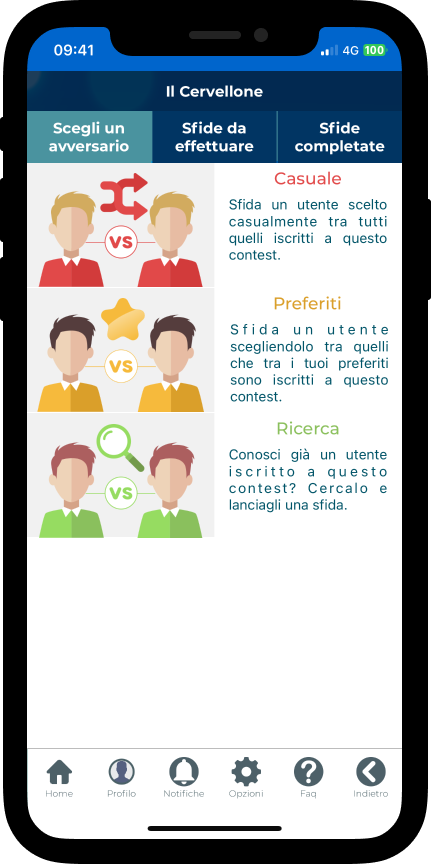 09:41
4G 100
Il Cervellone
Scegli un
avversario
Sfide da
effettuare
Sfide
completate
VS
Casuale
Sfida un utente scelto
casualmente tra tutti
quelli iscritti a questo
contest.
VS
Preferiti
Sfida un utente
scegliendolo tra quelli
che tra i tuoi preferiti
sono iscritti a questo
contest.
VS
Ricerca
Conosci già un utente
iscritto a questo
contest? Cercalo e
lanciagli una sfida.
Home Profilo Notifiche Opzioni Faq Indietro